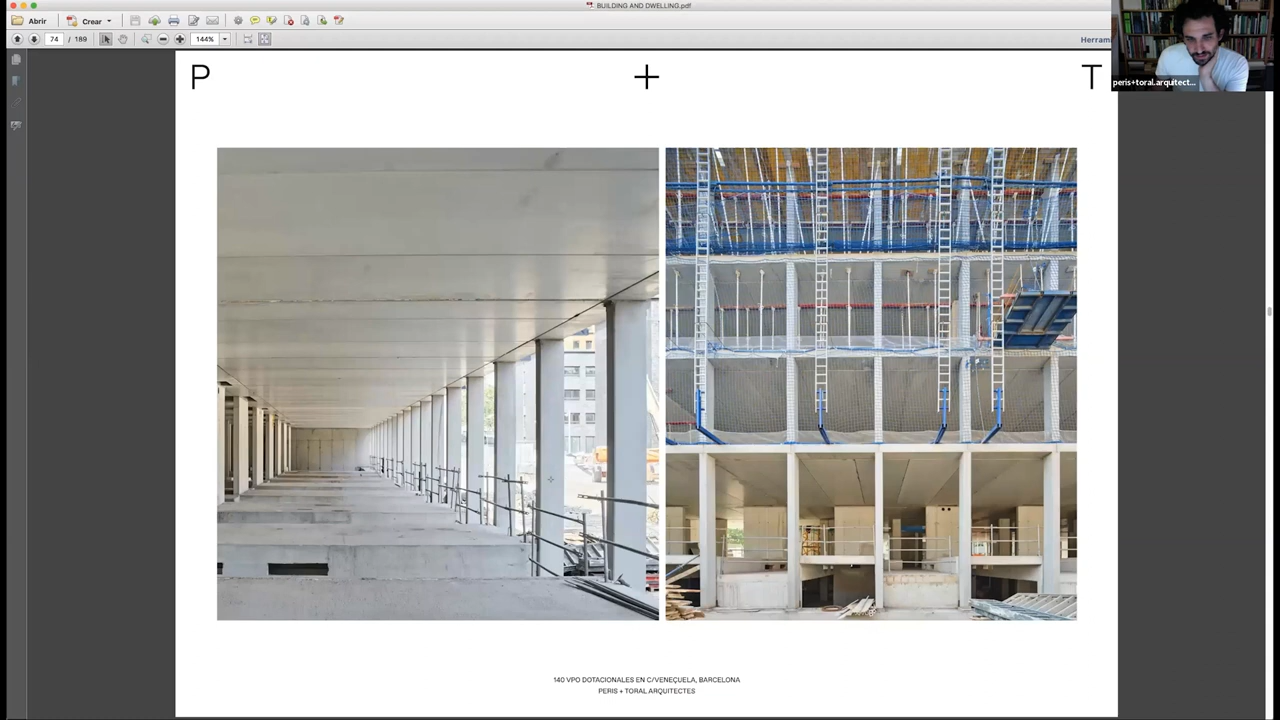 BUILDING AND DWELLING.pdf
Abrir
Crear
74 / 189
144%
Herrami
peris+toral.arquitect...
P + T
140 VPO DOTACIONALES EN C/VENEÇUELA, BARCELONA
PERIS + TORAL ARQUITECTES